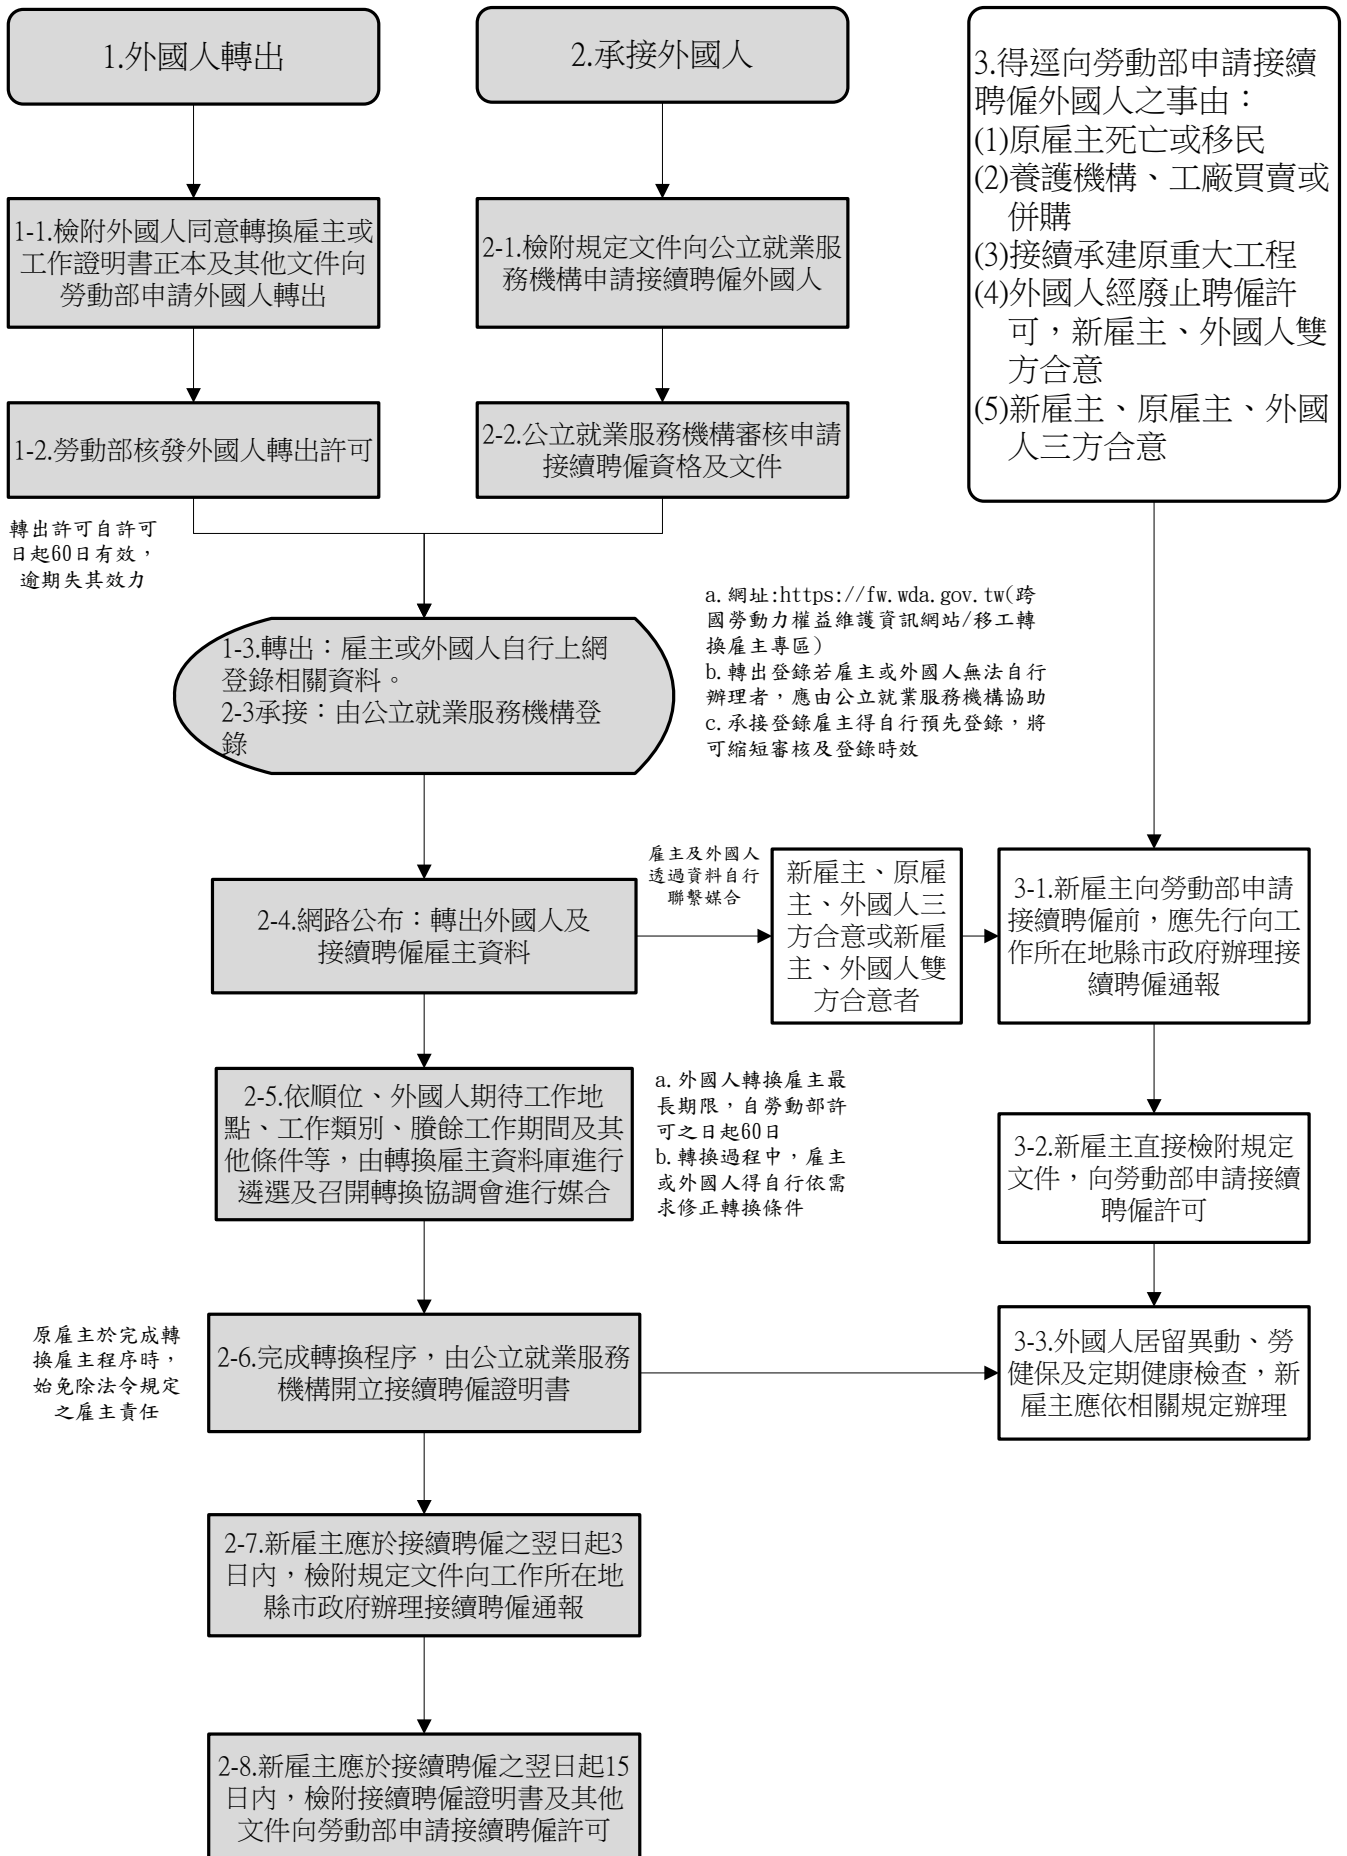 1.外國人轉出
2.承接外國人
3.得逕向勞動部申請接續
聘僱外國人之事由：
(1)原雇主死亡或移民
(2)養護機構、工廠買賣或
併購
(3)接續承建原重大工程
(4)外國人經廢止聘僱許
可，新雇主、外國人雙
方合意
(5)新雇主、原雇主、外國
人三方合意
1-1.檢附外國人同意轉換雇主或
工作證明書正本及其他文件向
勞動部申請外國人轉出
2-1.檢附規定文件向公立就業服
務機構申請接續聘僱外國人
1-2.勞動部核發外國人轉出許可
2-2.公立就業服務機構審核申請
接續聘僱資格及文件
轉出許可自許可
日起60日有效，
逾期失其效力
1-3.轉出：雇主或外國人自行上網
登錄相關資料。
2-3承接：由公立就業服務機構登
錄
a.網址:https://fw.wda.gov.tw(跨
國勞動力權益維護資訊網站/移工轉
換雇主專區)
b.轉出登錄若雇主或外國人無法自行
辦理者，應由公立就業服務機構協助
c.承接登錄雇主得自行預先登錄，將
可縮短審核及登錄時效
2-4.網路公布：轉出外國人及
接續聘僱雇主資料
雇主及外國人
透過資料自行
聯繫媒合
新雇主、原雇
主、外國人三
方合意或新雇
主、外國人雙
方合意者
3-1.新雇主向勞動部申請
接續聘僱前，應先行向工
作所在地縣市政府辦理接
續聘僱通報
2-5.依順位、外國人期待工作地
點、工作類別、賸餘工作期間及其
他條件等，由轉換雇主資料庫進行
遴選及召開轉換協調會進行媒合
a.外國人轉換雇主最
長期限，自勞動部許
可之日起60日
b.轉換過程中，雇主
或外國人得自行依需
求修正轉換條件
3-2.新雇主直接檢附規定
文件，向勞動部申請接續
聘僱許可
原雇主於完成轉
換雇主程序時，
始免除法令規定
之雇主責任
2-6.完成轉換程序，由公立就業服務
機構開立接續聘僱證明書
3-3.外國人居留異動、勞
健保及定期健康檢查，新
雇主應依相關規定辦理
2-7.新雇主應於接續聘僱之翌日起3
日內，檢附規定文件向工作所在地
縣市政府辦理接續聘僱通報
2-8.新雇主應於接續聘僱之翌日起15
日內，檢附接續聘僱證明書及其他
文件向勞動部申請接續聘僱許可